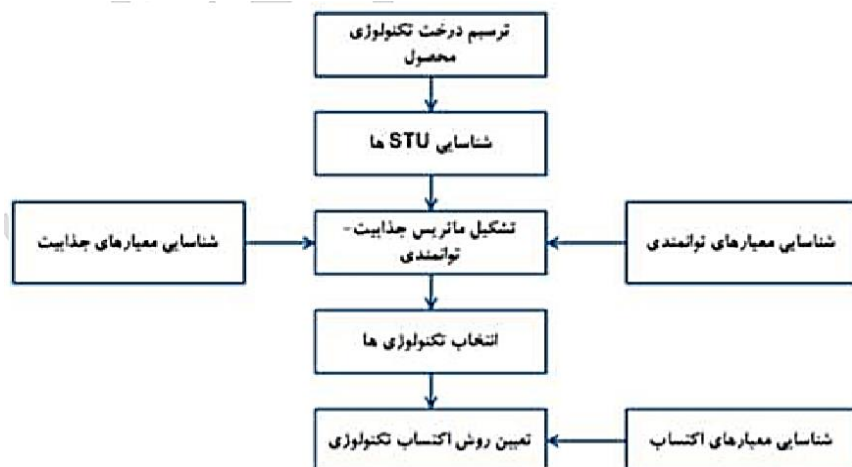 ترسیم درخت تکنولوژی
محصول
شناسایی STU ها
شناسایی معیارهای توانمندی
تشکیل ماتریس جذابیت-
توانمندی
شناسایی معیارهای جذابیت
انتخاب تکنولوژی ها
شناسایی معیارهای اکتساب
تعیین روش اکتساب تکنولوژی